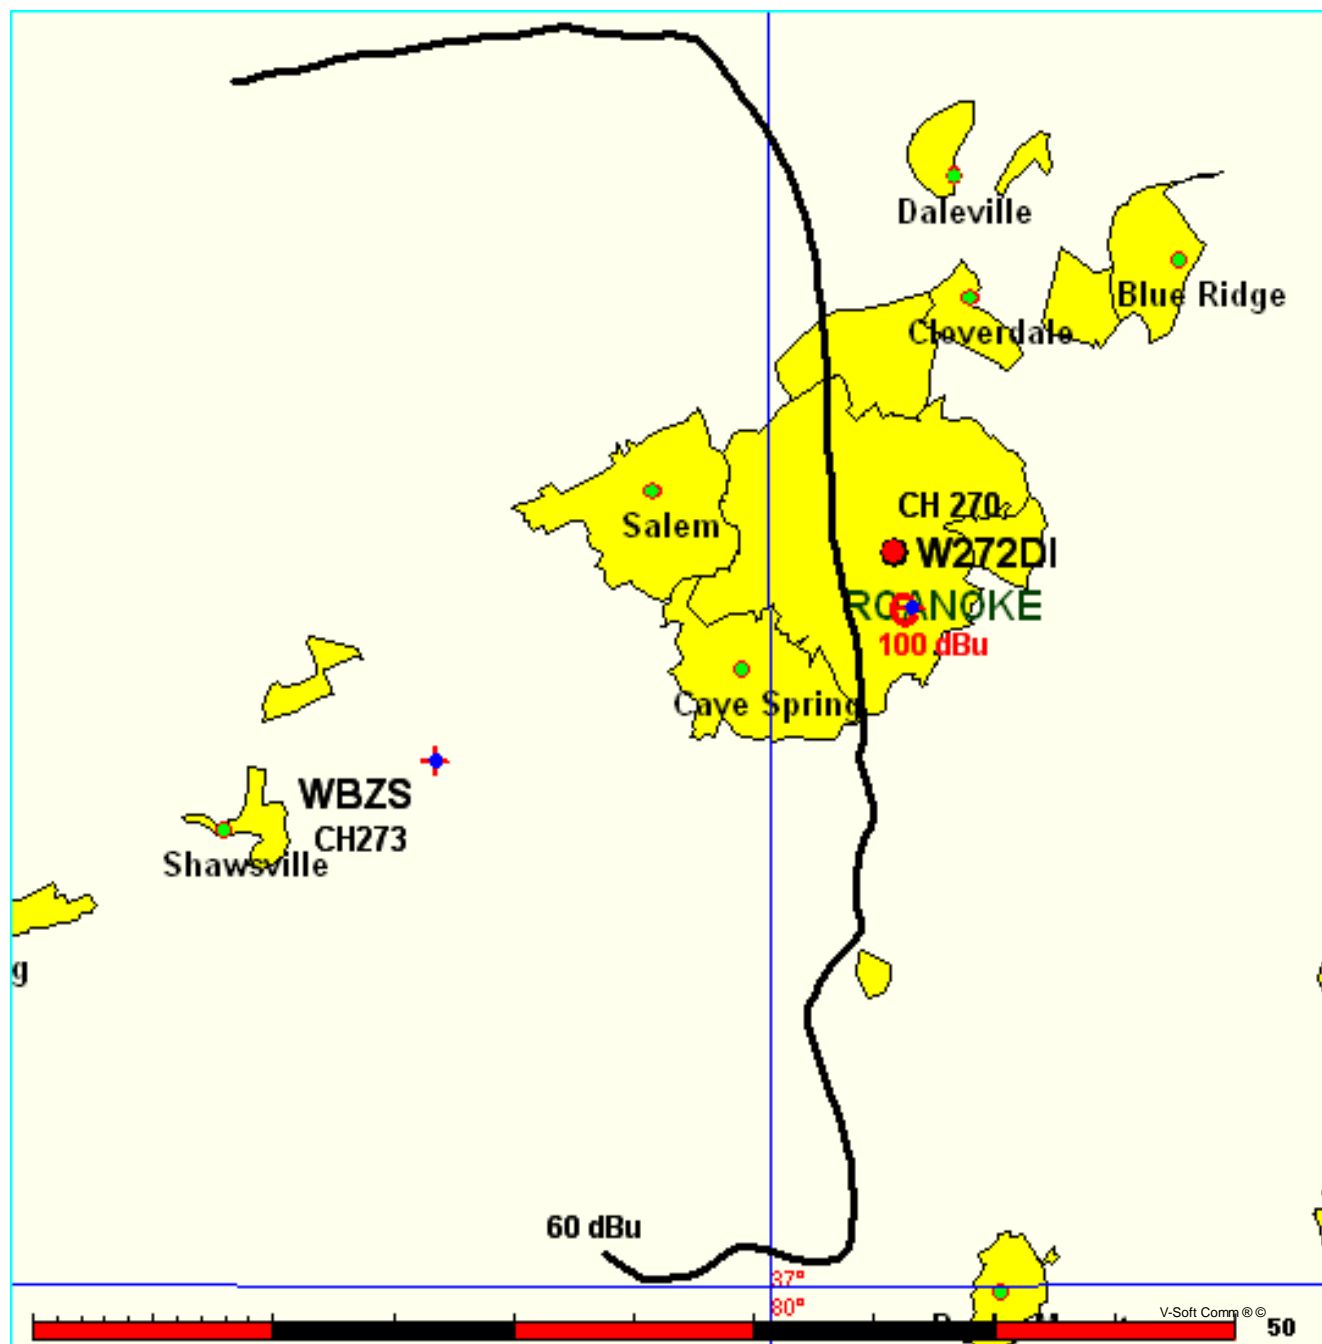 Daleville
Blue Ridge
Cloverdale
CH 270
Salem
W272DI
ROANOKE
100 dBu
Cave Spring
WBZS
CH273
Shawsville
g
60 dBu
37°
80°
V-Soft Comm ® ©
50